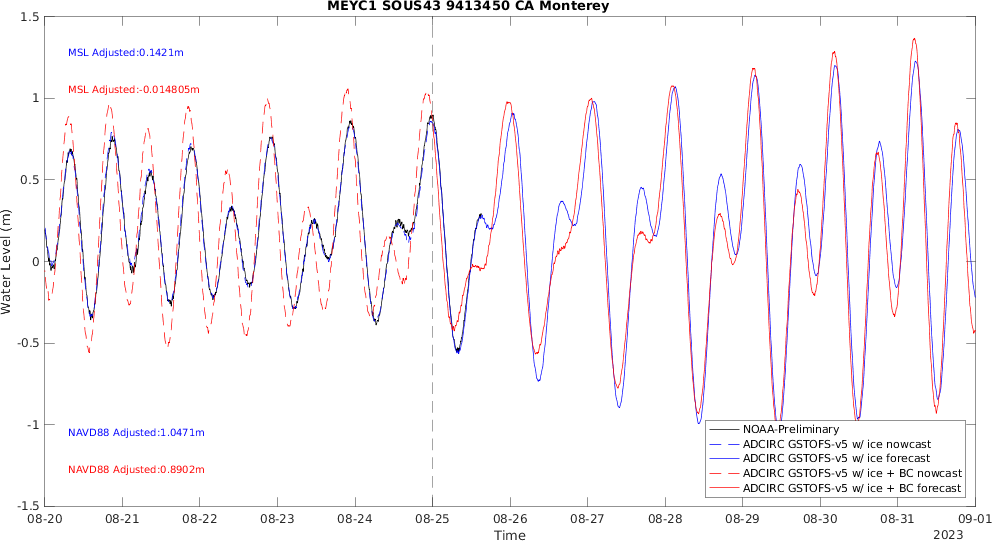 MEYC1 SOUS43 9413450 CA Monterey
1.5
1
0.5
0
-0.5
-1
-1.5
Water Level (m)
MSL Adjusted:0.1421m
MSL Adjusted:-0.014805m
NAVD88 Adjusted:1.0471m
NAVD88 Adjusted:0.8902m
NOAA-Preliminary
ADCIRC GSTOFS-v5 w/ ice nowcast
ADCIRC GSTOFS-v5 w/ ice forecast
ADCIRC GSTOFS-v5 w/ ice + BC nowcast
ADCIRC GSTOFS-v5 w/ ice + BC forecast
08-20 08-21 08-22 08-23 08-24 08-25 08-26 08-27 08-28 08-29 08-30 08-31 09-01
Time
2023